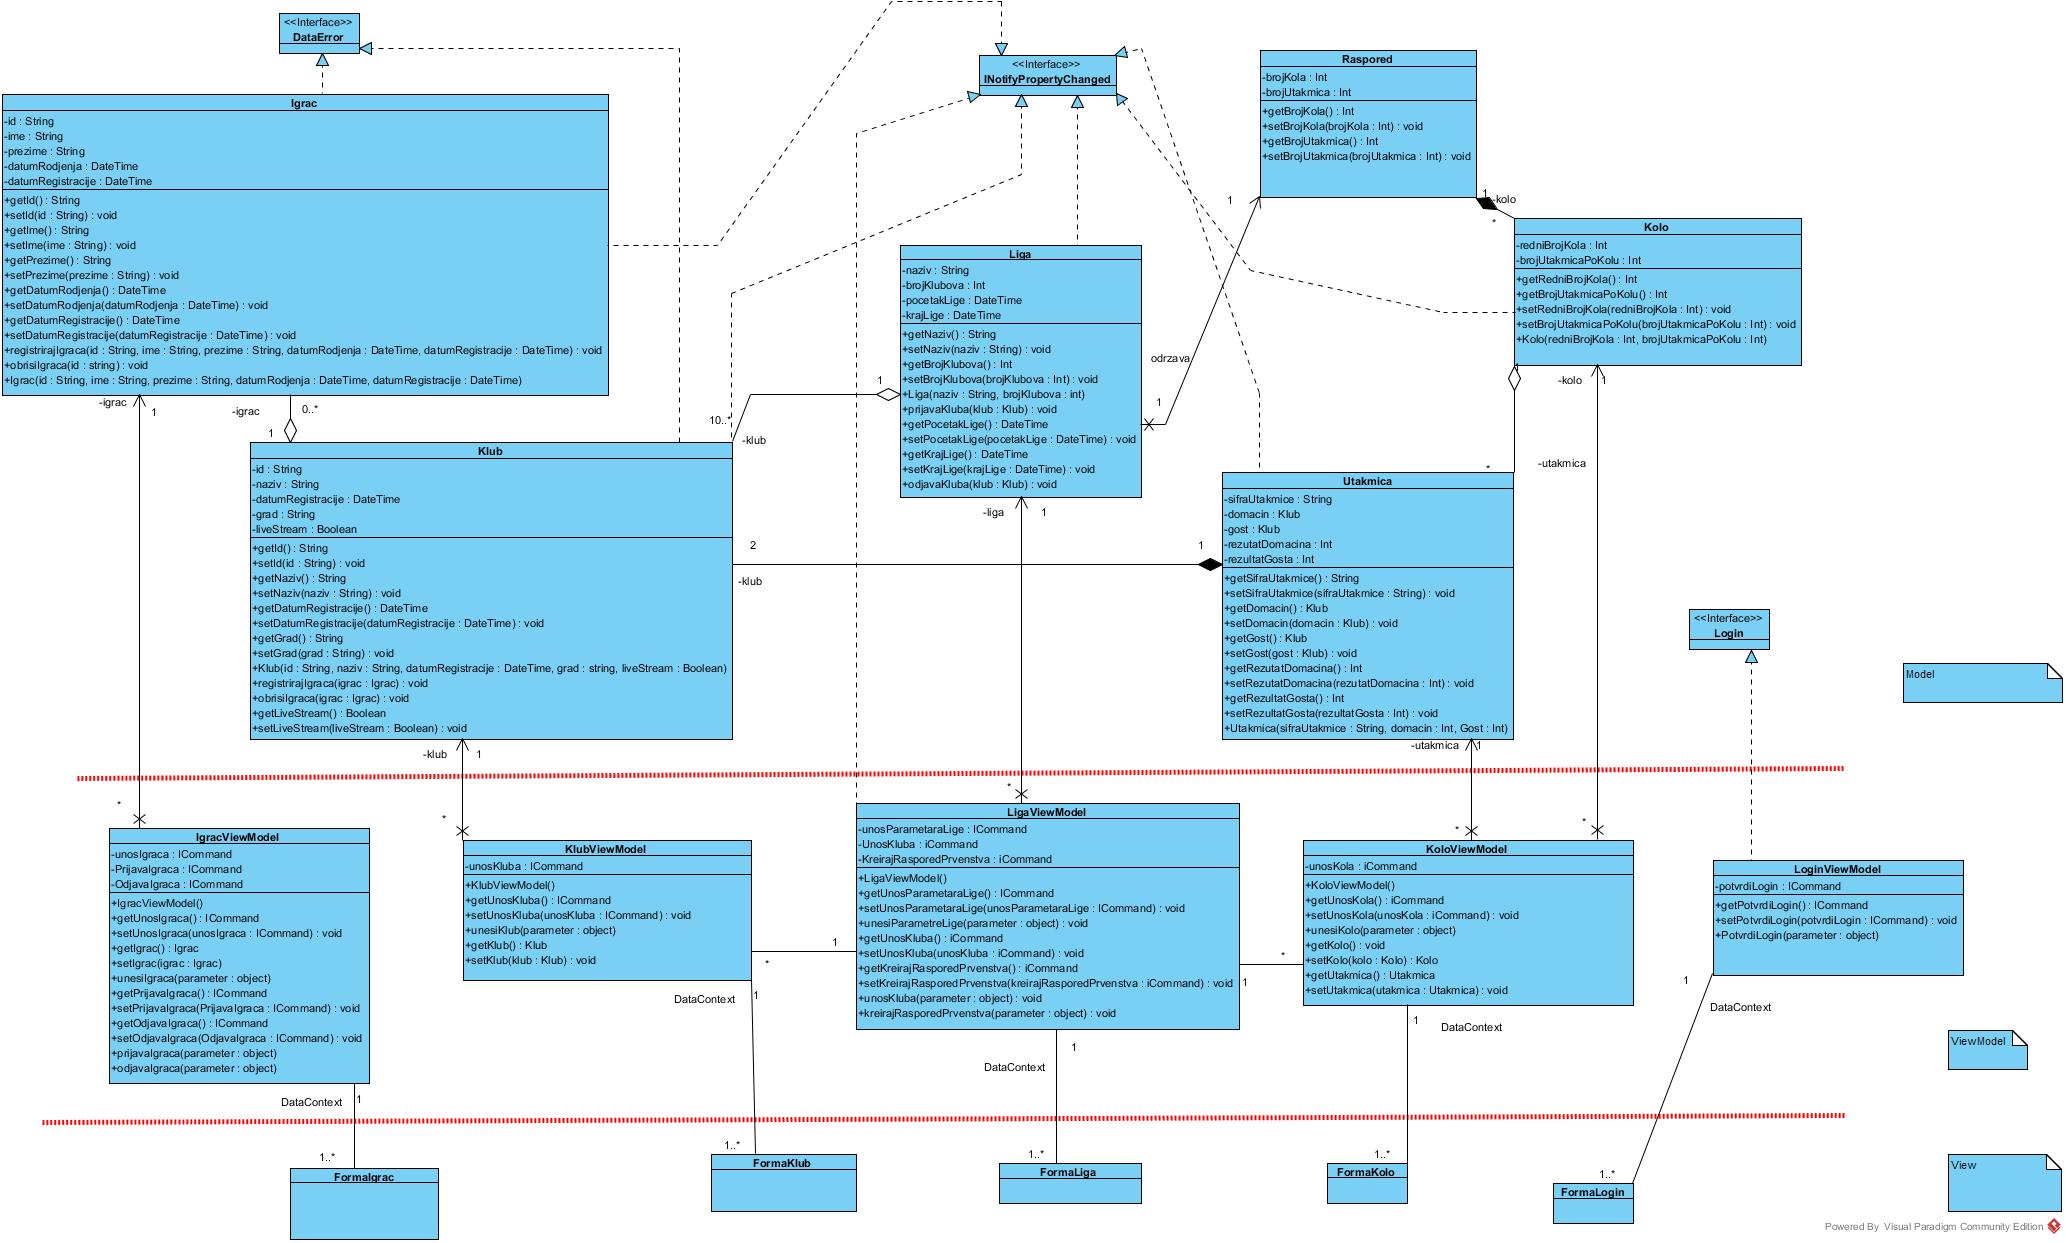 <<Interface>>
DataError
<<Interface>>
INotifyPropertyChanged
Raspored
-brojKola : Int
-brojUtakmica : Int
+getBrojKola() : Int
+setBrojKola(brojKola : Int) : void
+getBrojUtakmica() : Int
+setBrojUtakmica(brojUtakmica : Int) : void
Igrac
-id : String
-ime : String
-prezime : String
-datumRodjenja : DateTime
-datumRegistracije : DateTime
+getId() : String
+setId(id : String) : void
+getIme() : String
+setIme(ime : String) : void
+getPrezime() : String
+setPrezime(prezime : String) : void
+getDatumRodjenja() : DateTime
+setDatumRodjenja(datumRodjenja : DateTime) : void
+getDatumRegistracije() : DateTime
+setDatumRegistracije(datumRegistracije : DateTime) : void
+registrirajIgraca(id : String, ime : String, prezime : String, datumRodjenja : DateTime, datumRegistracije : DateTime) : void
+obrisiIgraca(id : string) : void
+Igrac(id : String, ime : String, prezime : String, datumRodjenja : DateTime, datumRegistracije : DateTime)
1
1
-kolo
*
Kolo
-redniBrojKola : Int
-brojUtakmicaPoKolu : Int
+getRedniBrojKola() : Int
+getBrojUtakmicaPoKolu() : Int
+setRedniBrojKola(redniBrojKola : Int) : void
+setBrojUtakmicaPoKolu(brojUtakmicaPoKolu : Int) : void
+Kolo(redniBrojKola : Int, brojUtakmicaPoKolu : Int)
Liga
-naziv : String
-brojKlubova : Int
-pocetakLige : DateTime
-krajLige : DateTime
+getNaziv() : String
+setNaziv(naziv : String) : void
+getBrojKlubova() : Int
+setBrojKlubova(brojKlubova : Int) : void
+Liga(naziv : String, brojKlubova : int)
+prijavaKluba(klub : Klub) : void
+getPocetakLige() : DateTime
+setPocetakLige(pocetakLige : DateTime) : void
+getKrajLige() : DateTime
+setKrajLige(krajLige : DateTime) : void
+odjavaKluba(klub : Klub) : void
odrzava
1
1
1
-kolo
1
-igrac
1
-igrac
0..*
1
10..*
-klub
-utakmica
*
Klub
-id : String
-naziv : String
-datumRegistracije : DateTime
-grad : String
-liveStream : Boolean
+getId() : String
+setId(id : String) : void
+getNaziv() : String
+setNaziv(naziv : String) : void
+getDatumRegistracije() : DateTime
+setDatumRegistracije(datumRegistracije : DateTime) : void
+getGrad() : String
+setGrad(grad : String) : void
+Klub(id : String, naziv : String, datumRegistracije : DateTime, grad : string, liveStream : Boolean)
+registrirajIgraca(igrac : Igrac) : void
+obrisiIgraca(igrac : Igrac) : void
+getLiveStream() : Boolean
+setLiveStream(liveStream : Boolean) : void
-liga
1
2
1
-klub
Utakmica
-sifraUtakmice : String
-domacin : Klub
-gost : Klub
-rezutatDomacina : Int
-rezultatGosta : Int
+getSifraUtakmice() : String
+setSifraUtakmice(sifraUtakmice : String) : void
+getDomacin() : Klub
+setDomacin(domacin : Klub) : void
+getGost() : Klub
+setGost(gost : Klub) : void
+getRezutatDomacina() : Int
+setRezutatDomacina(rezutatDomacina : Int) : void
+getRezultatGosta() : Int
+setRezultatGosta(rezultatGosta : Int) : void
+Utakmica(sifraUtakmice : String, domacin : Int, Gost : Int)
<<Interface>>
Login
Model
-klub
1
-utakmica
1
*
*
*
*
*
IgracViewModel
-unosIgraca : ICommand
-PrijavaIgraca : ICommand
-OdjavaIgraca : ICommand
+IgracViewModel()
+getUnosIgraca() : ICommand
+setUnosIgraca(unosIgraca : ICommand) : void
+getIgrac() : Igrac
+setIgrac(igrac : Igrac)
+unesiIgraca(parameter : object)
+getPrijavaIgraca() : ICommand
+setPrijavaIgraca(PrijavaIgraca : ICommand) : void
+getOdjavaIgraca() : ICommand
+setOdjavaIgraca(OdjavaIgraca : ICommand) : void
+prijavaIgraca(parameter : object)
+odjavaIgraca(parameter : object)
KlubViewModel
-unosKluba : ICommand
+KlubViewModel()
+getUnosKluba() : ICommand
+setUnosKluba(unosKluba : ICommand) : void
+unesiKlub(parameter : object)
+getKlub() : Klub
+setKlub(klub : Klub) : void
LigaViewModel
-unosParametaraLige : ICommand
-UnosKluba : iCommand
-KreirajRasporedPrvenstva : iCommand
+LigaViewModel()
+getUnosParametaraLige() : ICommand
+setUnosParametaraLige(unosParametaraLige : ICommand) : void
+unesiParametreLige(parameter : object) : void
+getUnosKluba() : iCommand
+setUnosKluba(unosKluba : iCommand) : void
+getKreirajRasporedPrvenstva() : iCommand
+setKreirajRasporedPrvenstva(kreirajRasporedPrvenstva : iCommand) : void
+unosKluba(parameter : object) : void
+kreirajRasporedPrvenstva(parameter : object) : void
KoloViewModel
-unosKola : iCommand
+KoloViewModel()
+getUnosKola() : iCommand
+setUnosKola(unosKola : iCommand) : void
+unesiKolo(parameter : object)
+getKolo() : void
+setKolo(kolo : Kolo) : Kolo
+getUtakmica() : Utakmica
+setUtakmica(utakmica : Utakmica) : void
LoginViewModel
-potvrdiLogin : ICommand
+getPotvrdiLogin() : ICommand
+setPotvrdiLogin(potvrdiLogin : ICommand) : void
+PotvrdiLogin(parameter : object)
1
*
*
1
DataContext
1
DataContext
1
1
DataContext
1
DataContext
1
DataContext
ViewModel
1..*
1..*
1..*
1..*
1..*
FormaIgrac
FormaKlub
FormaLiga
FormaKolo
FormaLogin
View
Powered By Visual Paradigm Community Edition